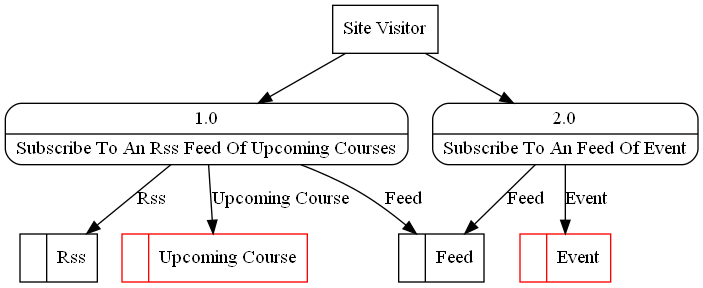 Site Visitor
1.0
Subscribe To An Rss Feed Of Upcoming Courses
2.0
Subscribe To An Feed Of Event
Rss
Upcoming Course
Feed
Feed
Event
Rss
Upcoming Course
Feed
Event